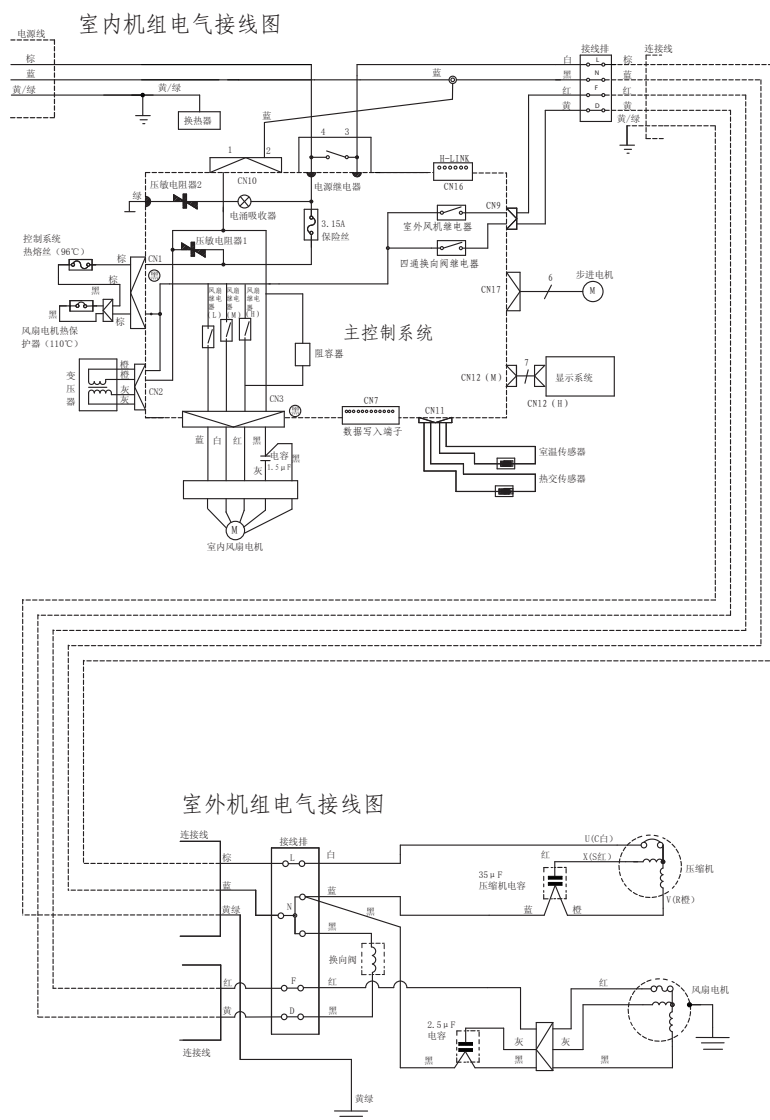 室内机组电气接线图
电源线
棕
蓝
黄/绿
黄/绿
换热器
蓝
蓝
白
黑
红
黄
黄/绿
接线排
L
N
F
D
连接线
棕
蓝
红
黄
1
2
CN10
4
3
电源继电器
H-LINK
CN16
绿
压敏电阻器2
电涌吸收器
3.15A
保险丝
压敏电阻器1
室外风机继电器
四通换向阀继电器
CN9
控制系统
热熔丝（96℃）
棕
棕
黑
黑
棕
CN1
黑
风扇电机热保
护器（110℃）
风扇
继电
器
(L)
风扇
继电
器
(M)
风扇
继电
器
(H)
主控制系统
阻容器
CN17
6
步进电机
M
变
压
器
橙
橙
灰
灰
CN2
CN3
黑
CN12（M）
7
显示系统
CN12（H）
CN7
数据写入端子
CN11
蓝
白
红
黑
电容
1.5μF
灰
黑
室温传感器
热交传感器
M
室内风扇电机
室外机组电气接线图
连接线
接线排
棕
L
白
U(C白)
红
X(S红)
35μF
压缩机电容
压缩机
蓝
N
蓝
黑
蓝
橙
V(R橙)
黄绿
黑
换向阀
红
F
红
红
风扇电机
黄
D
黑
2.5μF
电容
灰
灰
连接线
黑
黑
黑
黄绿